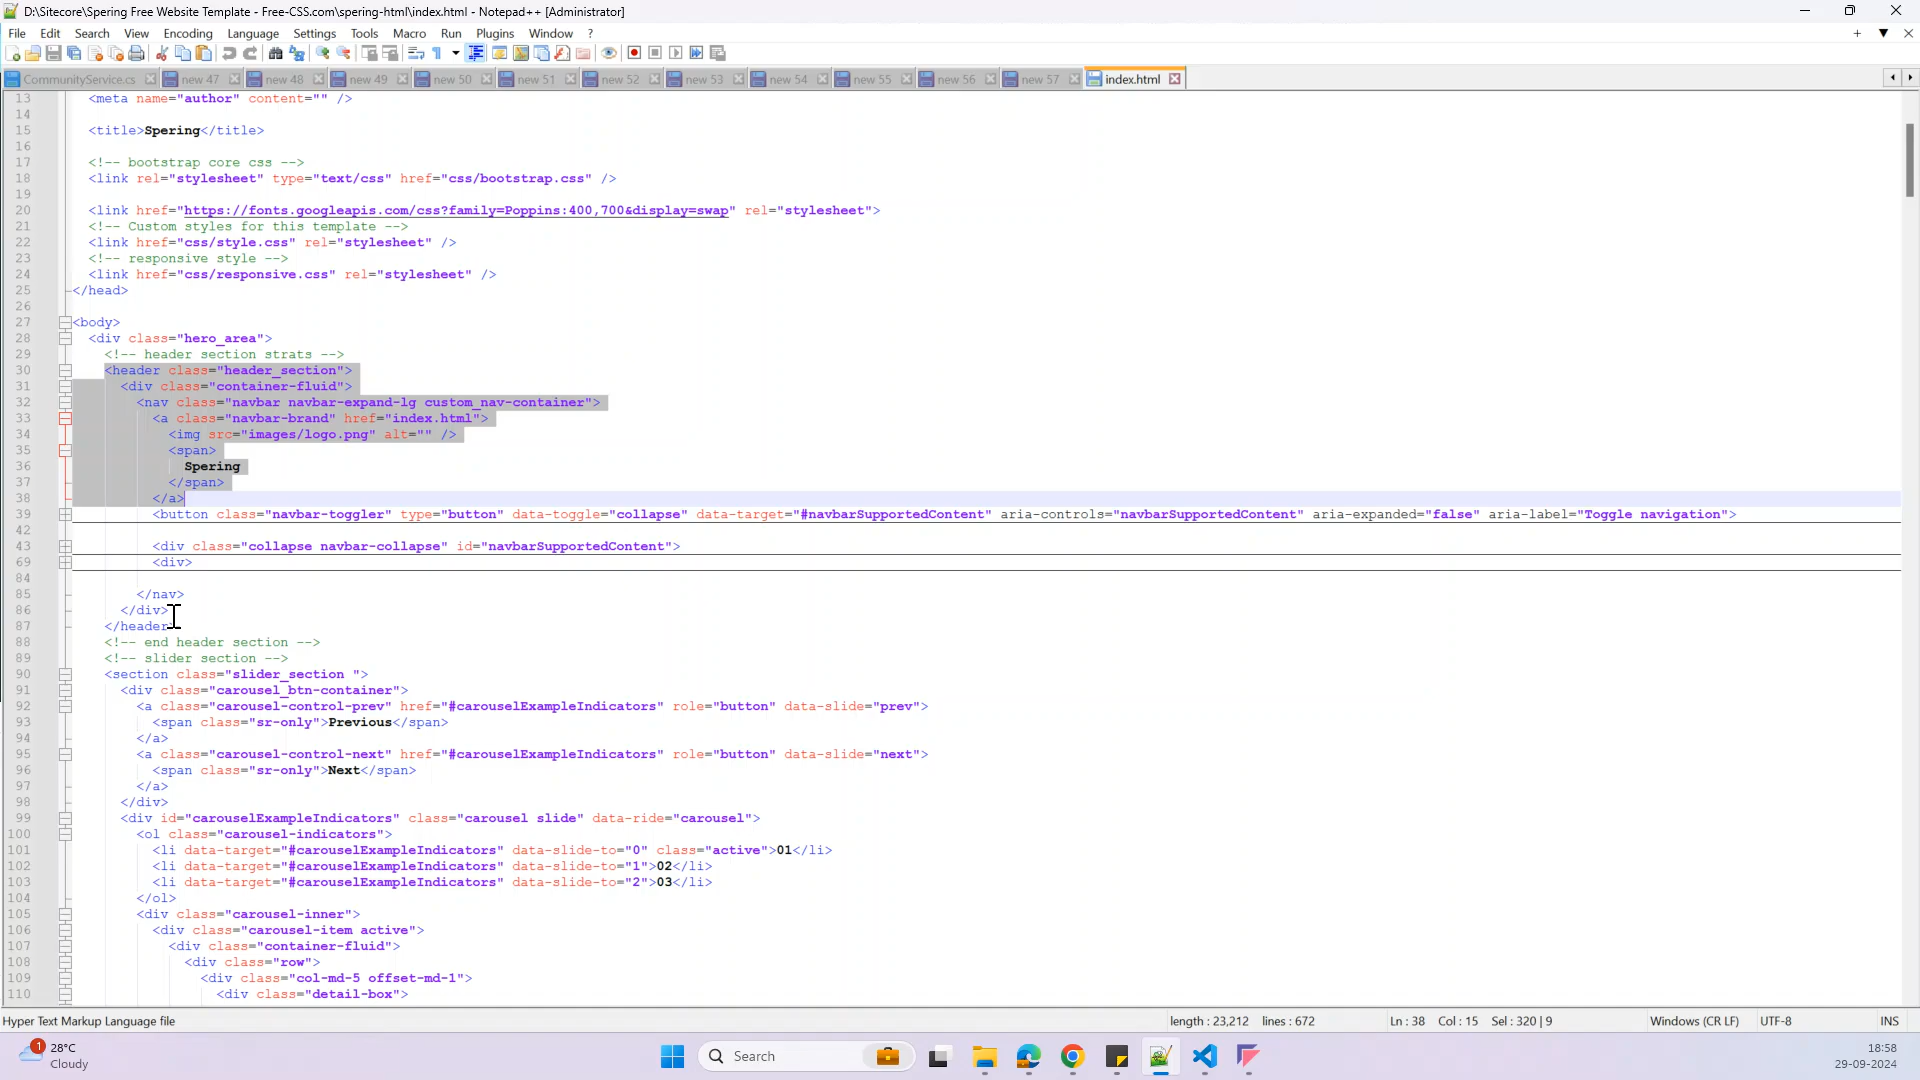 D:\Sitecore\Spering Free Website Template - Free-CSS.com\spering-html\index.html - Notepad++ [Administrator]
File Edit Search View Encoding Language Settings Tools Macro Run Plugins Window ?
CommunityService.cs new 47 new 48 new 49 new 50 new 51 new 52 new 53 new 54 new 55 new 56 new 57 index.html
13 <meta name="author" content="" />
14
15 <title>Spering</title>
16
17 <!-- bootstrap core css -->
18 <link rel="stylesheet" type="text/css" href="css/bootstrap.css" />
19
20 <link href="https://fonts.googleapis.com/css?family=Poppins:400,700&display=swap" rel="stylesheet">
21 <!-- Custom styles for this template -->
22 <link href="css/style.css" rel="stylesheet" />
23 <!-- responsive style -->
24 <link href="css/responsive.css" rel="stylesheet" />
25 </head>
26
27 <body>
28 <div class="hero_area">
29 <!-- header section strats -->
30 <header class="header_section">
31 <div class="container-fluid">
32 <nav class="navbar navbar-expand-lg custom_nav-container">
33 <a class="navbar-brand" href="index.html">
34 <img src="images/logo.png" alt="" />
35 <span>
36 Spering
37 </span>
38 </a>
39 <button class="navbar-toggler" type="button" data-toggle="collapse" data-target="#navbarSupportedContent" aria-controls="navbarSupportedContent" aria-expanded="false" aria-label="Toggle navigation">
42
43 <div class="collapse navbar-collapse" id="navbarSupportedContent">
69 <div>
84
85 </nav>
86 </div>
87 </header>
88 <!-- end header section -->
89 <!-- slider section -->
90 <section class="slider_section ">
91 <div class="carousel_btn-container">
92 <a class="carousel-control-prev" href="#carouselExampleIndicators" role="button" data-slide="prev">
93 <span class="sr-only">Previous</span>
94 </a>
95 <a class="carousel-control-next" href="#carouselExampleIndicators" role="button" data-slide="next">
96 <span class="sr-only">Next</span>
97 </a>
98 </div>
99 <div id="carouselExampleIndicators" class="carousel slide" data-ride="carousel">
100 <ol class="carousel-indicators">
101 <li data-target="#carouselExampleIndicators" data-slide-to="0" class="active">01</li>
102 <li data-target="#carouselExampleIndicators" data-slide-to="1">02</li>
103 <li data-target="#carouselExampleIndicators" data-slide-to="2">03</li>
104 </ol>
105 <div class="carousel-inner">
106 <div class="carousel-item active">
107 <div class="container-fluid">
108 <div class="row">
109 <div class="col-md-5 offset-md-1">
110 <div class="detail-box">
Hyper Text Markup Language file length : 23,212 lines : 672 Ln : 38 Col : 15 Sel : 320 | 9 Windows (CR LF) UTF-8 INS
1 28°C
Cloudy
Search
18:58
29-09-2024